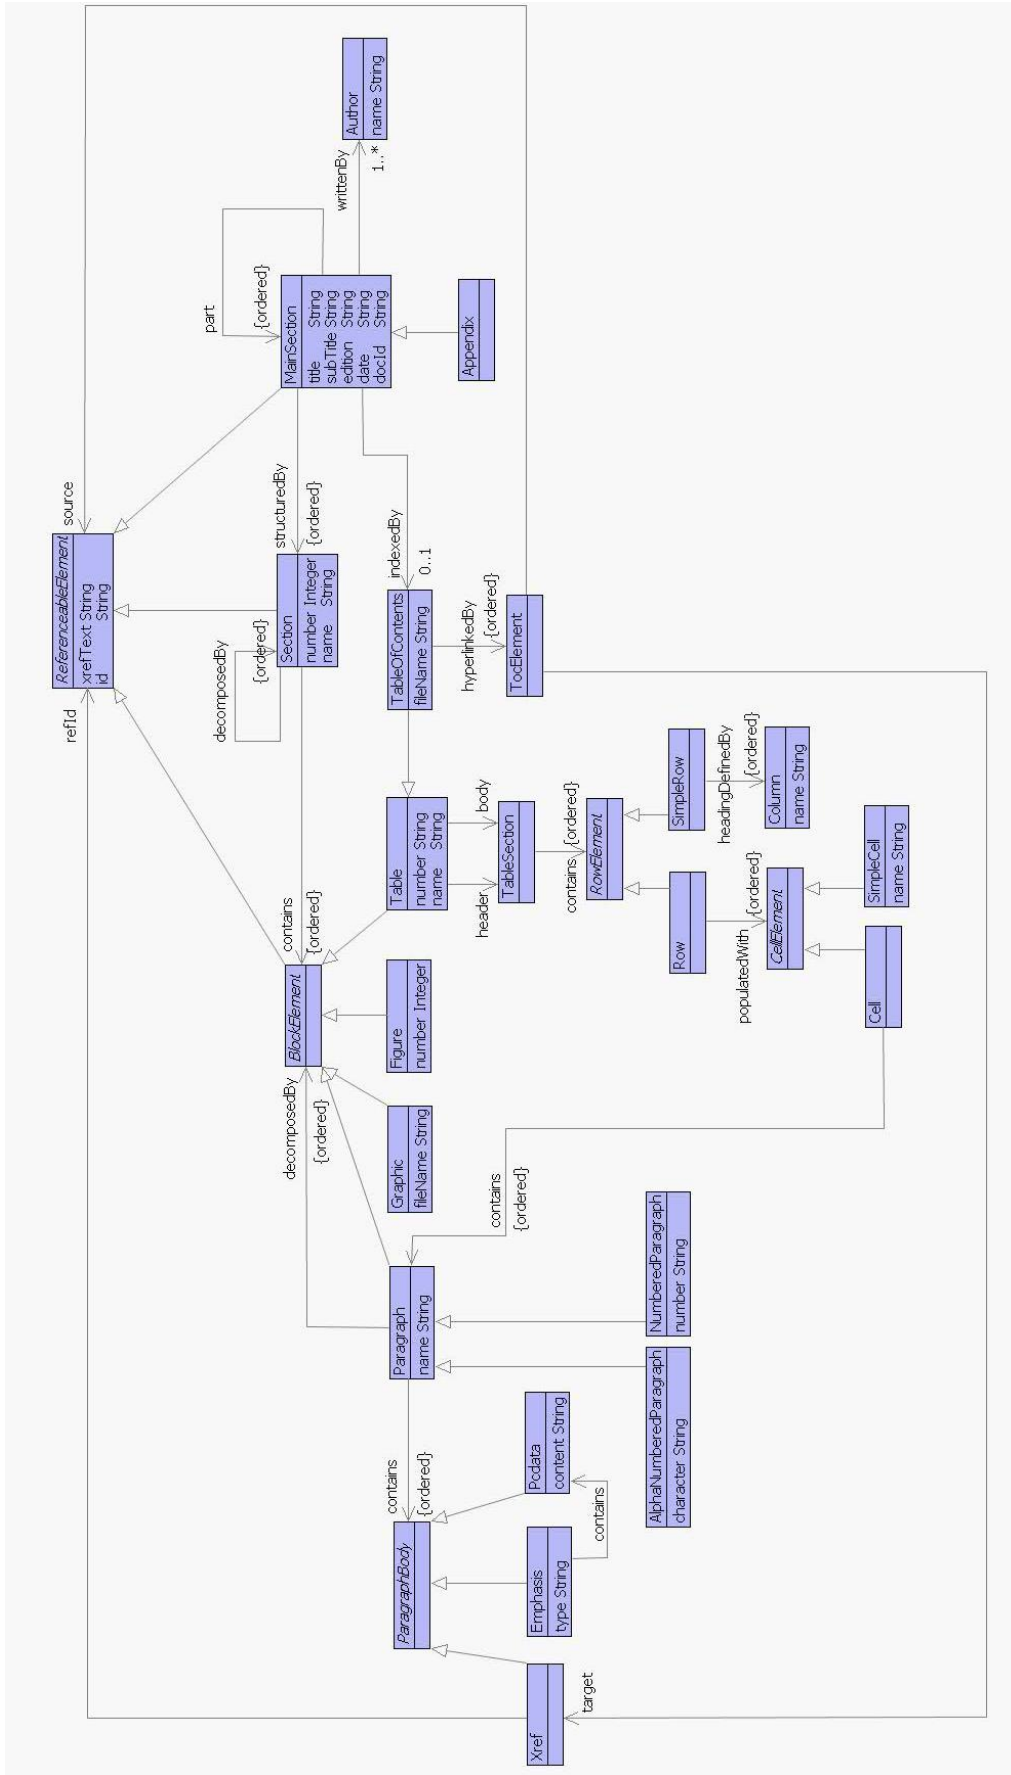 source
Author
name String
writtenBy
1..*
part
{ordered}
MainSection
title String
subTitle String
edition String
date String
docId String
Appendix
ReferenceableElement
xrefText String
id String
refId
structuredBy
{ordered}
Section
number Integer
name String
decomposedBy
{ordered}
indexedBy
0..1
TableOfContents
fileName String
hyperlinkedBy
{ordered}
TocElement
contains
{ordered}
Table
number String
name String
header
body
TableSection
contains
{ordered}
RowElement
SimpleRow
headingDefinedBy
{ordered}
Column
name String
Row
populatedWith
{ordered}
CellElement
SimpleCell
name String
Cell
BlockElement
Figure
number Integer
Graphic
fileName String
decomposedBy
{ordered}
contains
{ordered}
Paragraph
name String
NumberedParagraph
number String
AlphaNumberedParagraph
character String
contains
{ordered}
ParagraphBody
Pcdata
content String
contains
Emphasis
type String
Xref
target